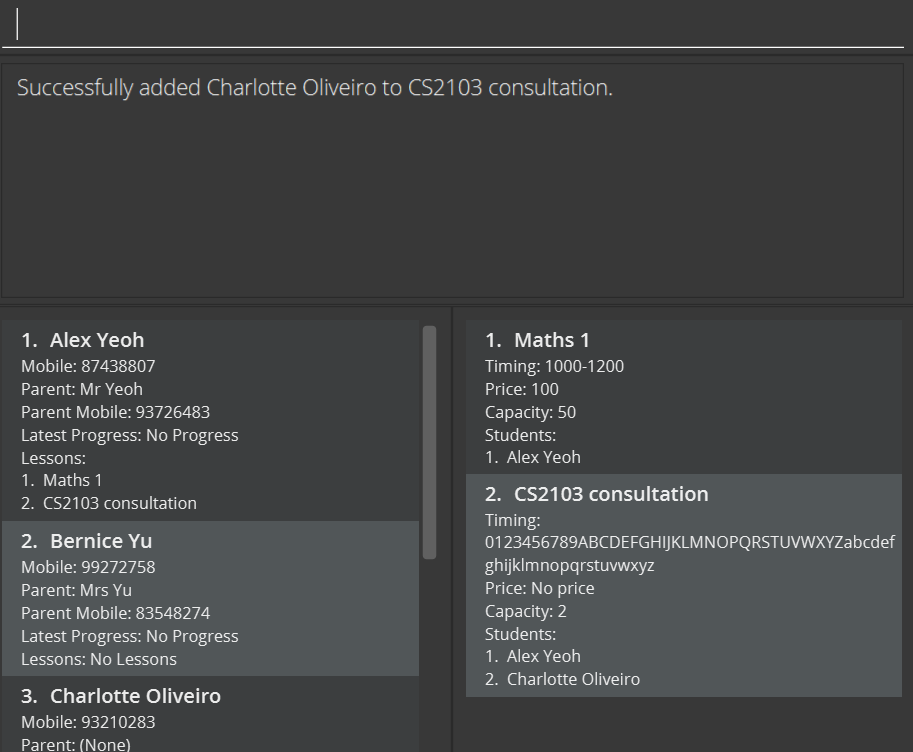 Successfully added Charlotte Oliveiro to CS2103 consultation.
1. Alex Yeoh
Mobile: 87438807
Parent: Mr Yeoh
Parent Mobile: 93726483
Latest Progress: No Progress
Lessons:
1. Maths 1
2. CS2103 consultation
2. Bernice Yu
Mobile: 99272758
Parent: Mrs Yu
Parent Mobile: 83548274
Latest Progress: No Progress
Lessons: No Lessons
3. Charlotte Oliveiro
Mobile: 93210283
Parent: (None)
1. Maths 1
Timing: 1000-1200
Price: 100
Capacity: 50
Students:
1. Alex Yeoh
2. CS2103 consultation
Timing:
0123456789ABCDEFGHIJKLMNOPQRSTUVWXYZabcdef
ghijklmnopqrstuvwxyz
Price: No price
Capacity: 2
Students:
1. Alex Yeoh
2. Charlotte Oliveiro